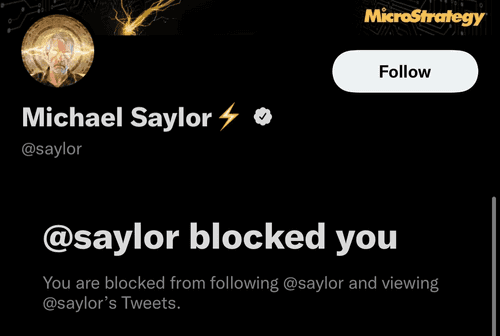 MicroStrategy
Follow
Michael Saylor⚡
@saylor
@saylor blocked you
You are blocked from following @saylor and viewing
@saylor’s Tweets.